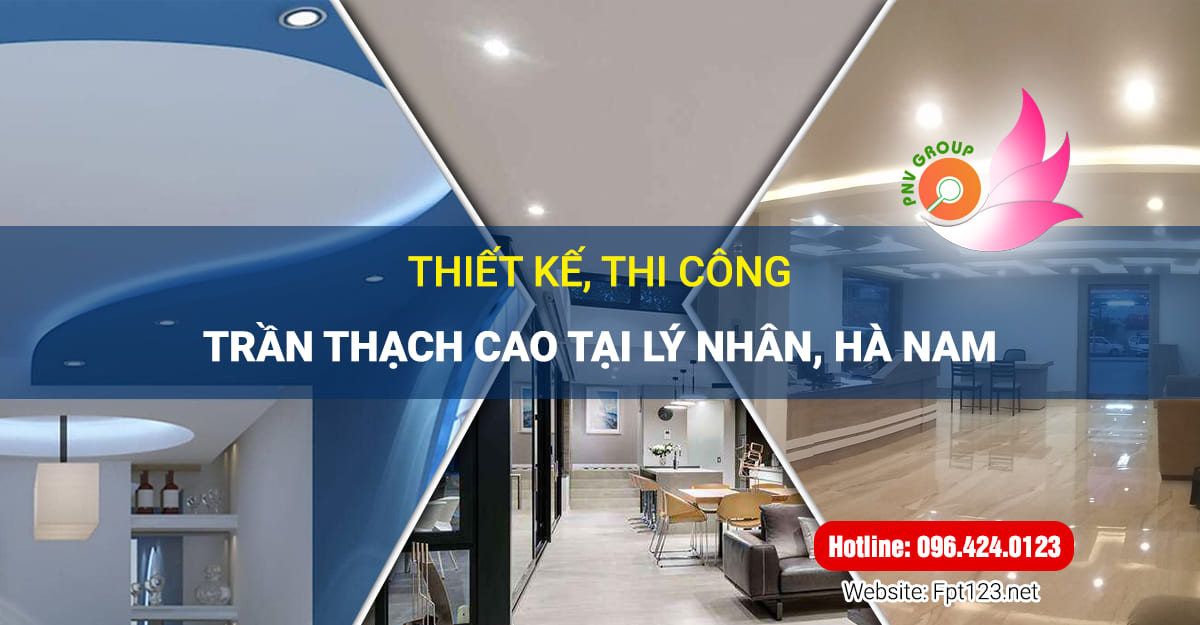 PNV GROUP
THIẾT KẾ, THI CÔNG
TRẦN THẠCH CAO TẠI LÝ NHÂN, HÀ NAM
Hotline: 096.424.0123
Website: Fpt123.net